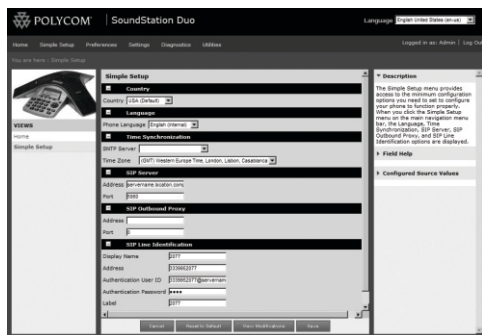 POLYCOM® SoundStation Duo
Language English United States (en-us)
Home Simple Setup Preferences Settings Diagnostics Utilities
Logged in as: Admin | Log Out
You are here : Simple Setup
VIEWS
Home
Simple Setup
Simple Setup
Country
Country USA (Default)
Language
Phone Language English (Internal)
Time Synchronization
SNTP Server
Time Zone (GMT) Western Europe Time, London, Lisbon, Casablanca
SIP Server
Address servername.location.com
Port 5060
SIP Outbound Proxy
Address
Port 0
SIP Line Identification
Display Name 2077
Address 3339802077
Authentication User ID
Authentication Password ••••
Label 2077
Cancel Reset to Default View Modifications Save
Description
The Simple Setup menu provides
access to the minimum configuration
options you need to set to configure
your phone to function properly.
When you click the Simple Setup
menu on the main navigation menu
bar, the Language, Time
Synchronization, SIP Server, SIP
Outbound Proxy, and SIP Line
Identification options are displayed.
Field Help
Configured Source Values